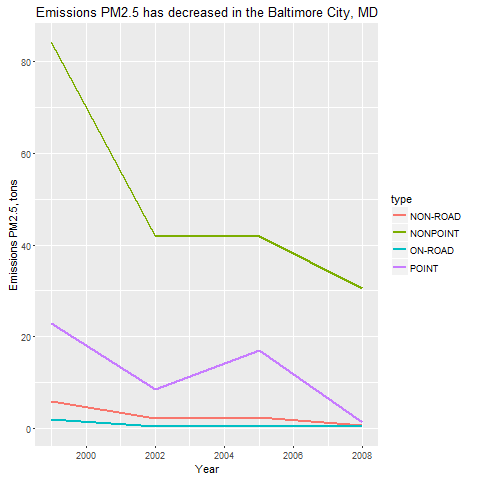 Emissions PM2.5 has decreased in the Baltimore City, MD
80
60
40
20
0
Emissions PM2.5, tons
2000 2002 2004 2006 2008
Year
type
NON-ROAD
NONPOINT
ON-ROAD
POINT